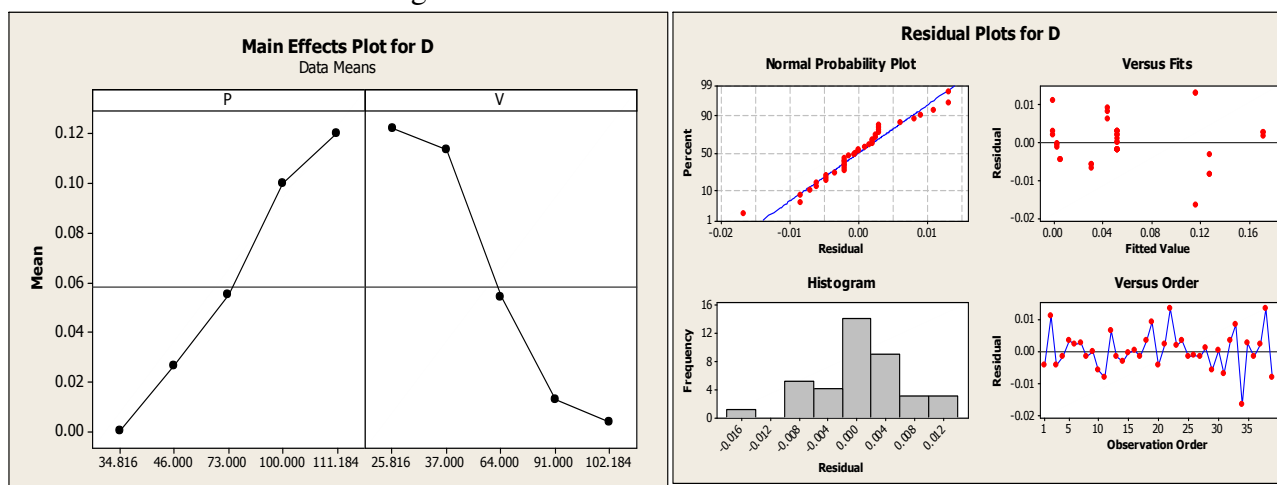 Main Effects Plot for D
Data Means
P V
Mean
0.12
0.10
0.08
0.06
0.04
0.02
0.00
34.816 46.000 73.000 100.000 111.184 25.816 37.000 64.000 91.000 102.184
Residual Plots for D
Normal Probability Plot
Percent
99
90
50
10
1
-0.02 -0.01 0.00 0.01
Residual
Versus Fits
Residual
0.01
0.00
-0.01
-0.02
0.00 0.04 0.08 0.12 0.16
Fitted Value
Histogram
Frequency
16
12
8
4
0
-0.016 -0.012 -0.008 -0.004 0.000 0.004 0.008 0.012
Residual
Versus Order
Residual
0.01
0.00
-0.01
-0.02
1 5 10 15 20 25 30 35
Observation Order